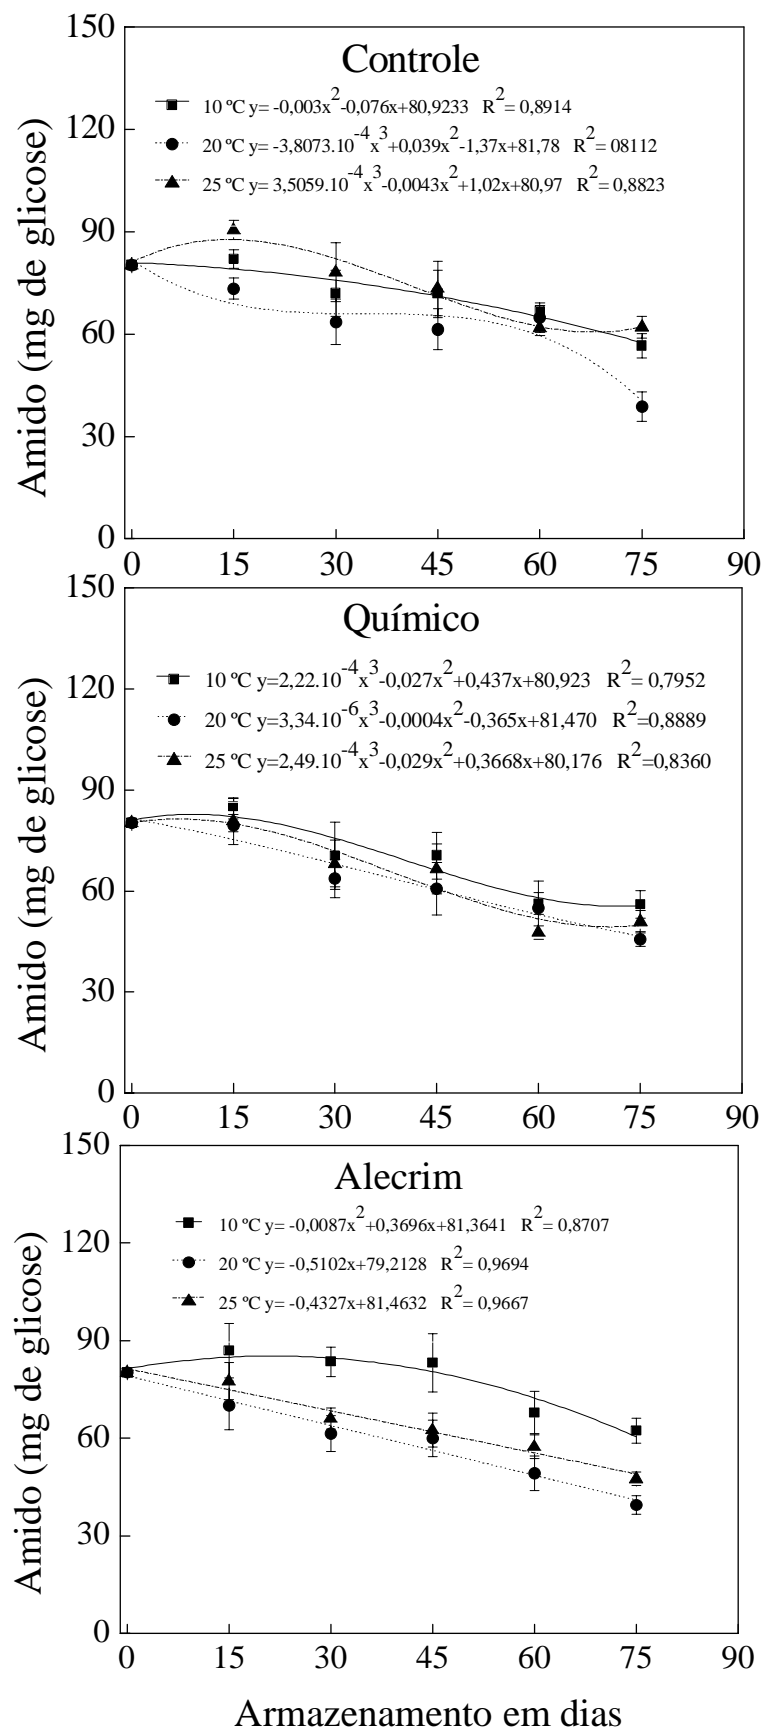 Controle
10 ºC y= -0,003x²-0,076x+80,9233 R²= 0,8914
20 ºC y= -3,8073.10⁻⁴x³+0,039x²-1,37x+81,78 R²= 08112
25 ºC y= 3,5059.10⁻⁴x³-0,0043x²+1,02x+80,97 R²= 0,8823
Amido (mg de glicose)
150
120
90
60
30
0
0 15 30 45 60 75 90
Químico
10 ºC y=2,22.10⁻⁴x³-0,027x²+0,437x+80,923 R²= 0,7952
20 ºC y=3,34.10⁻⁶x³-0,0004x²-0,365x+81,470 R²=0,8889
25 ºC y=2,49.10⁻⁴x³-0,029x²+0,3668x+80,176 R²=0,8360
Amido (mg de glicose)
150
120
90
60
30
0
0 15 30 45 60 75 90
Alecrim
10 ºC y= -0,0087x²+0,3696x+81,3641 R²= 0,8707
20 ºC y= -0,5102x+79,2128 R²= 0,9694
25 ºC y= -0,4327x+81,4632 R²= 0,9667
Amido (mg de glicose)
150
120
90
60
30
0
0 15 30 45 60 75 90
Armazenamento em dias